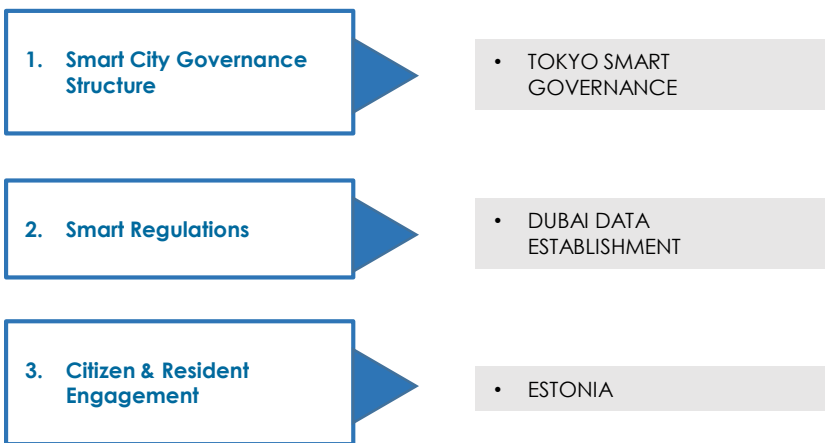 1. Smart City Governance
Structure
• TOKYO SMART
GOVERNANCE
2. Smart Regulations
• DUBAI DATA
ESTABLISHMENT
3. Citizen & Resident
Engagement
• ESTONIA